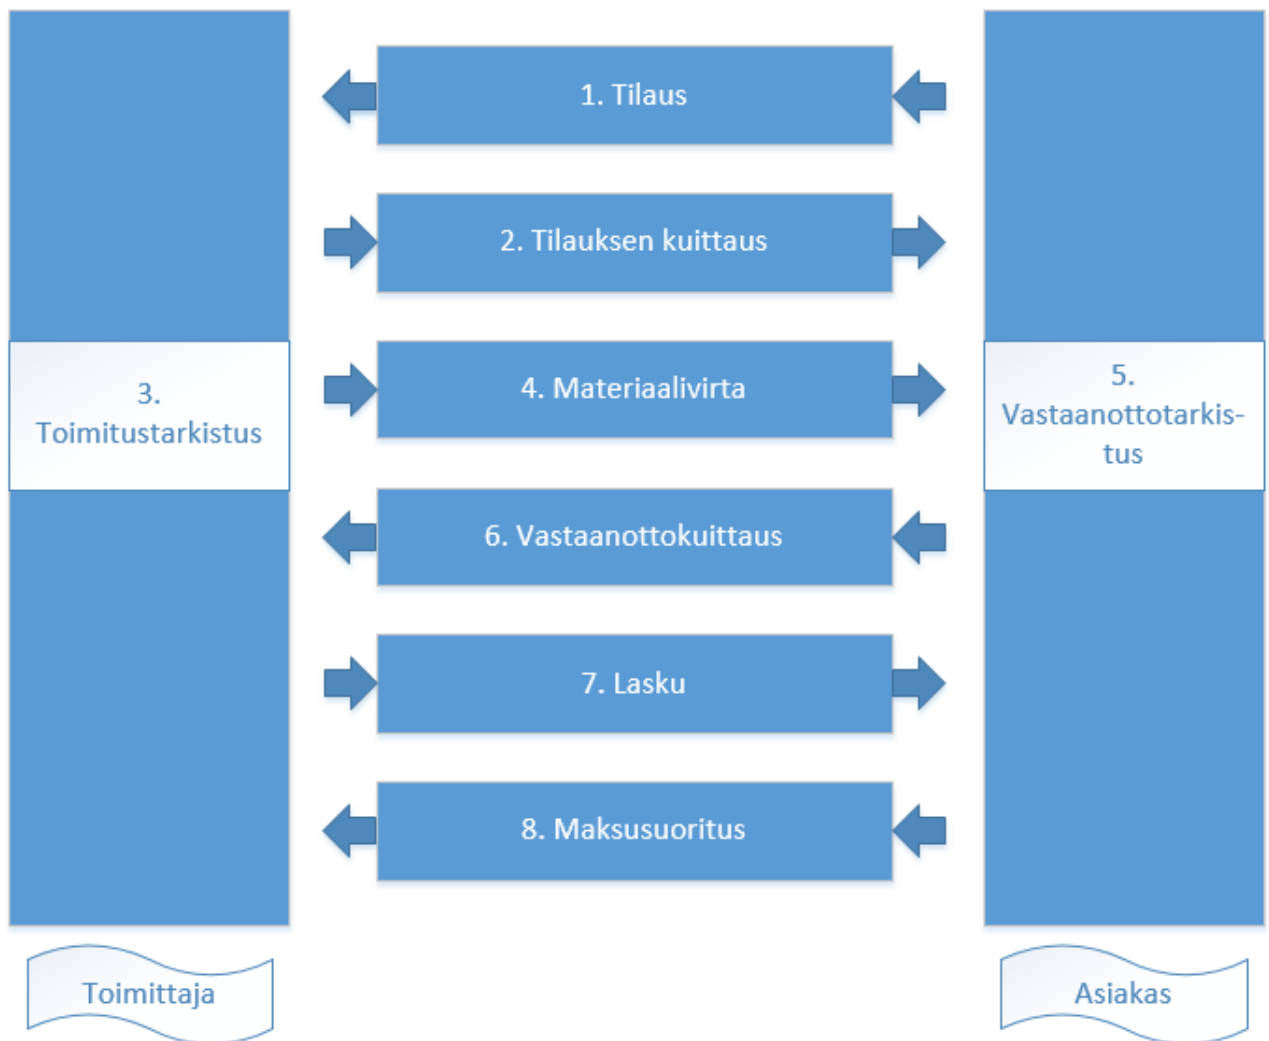 1. Tilaus
2. Tilauksen kuittaus
3.
Toimitustarkistus
4. Materiaalivirta
5.
Vastaanottotarkis-
tus
6. Vastaanottokuittaus
7. Lasku
8. Maksusuoritus
Toimittaja
Asiakas